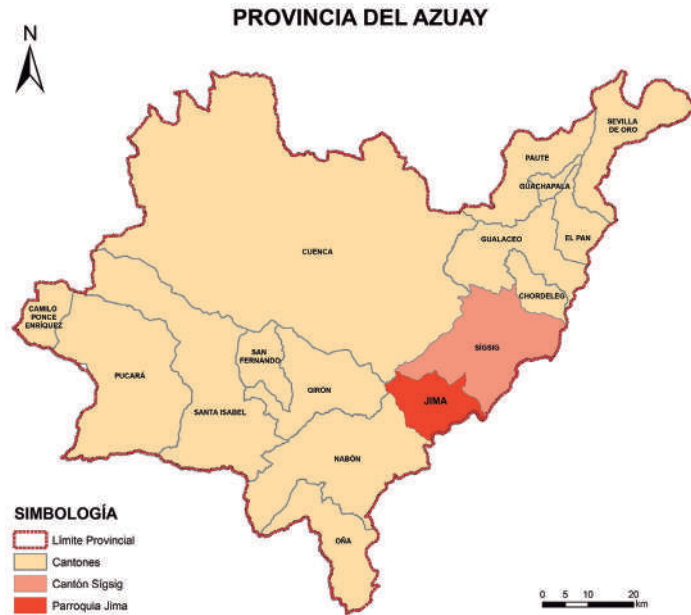 PROVINCIA DEL AZUAY
N
SEVILLA
DE ORO
PAUTE
GUACHAPALA
EL PAN
GUALACEO
CUENCA
CHORDELEG
CAMILO
PONCE
ENRÍQUEZ
SÍGSIG
SAN
FERNANDO
PUCARÁ
GIRÓN
JIMA
SANTA ISABEL
NABÓN
OÑA
SIMBOLOGÍA
Límite Provincial
Cantones
Cantón Sígsig
Parroquia Jima
0 5 10 20
km